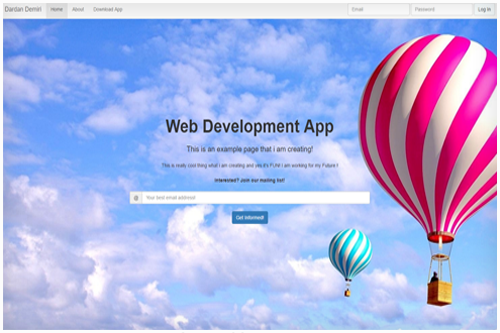 Dardan Demiri Home About Download App Email Password Log in
Web Development App
This is an example page that i am creating!
This is really cool thing what i am creating and yes it's FUN! i am working for my Future !!
Interested? Join our mailing list!
@ Your best email address!
Get Informed!